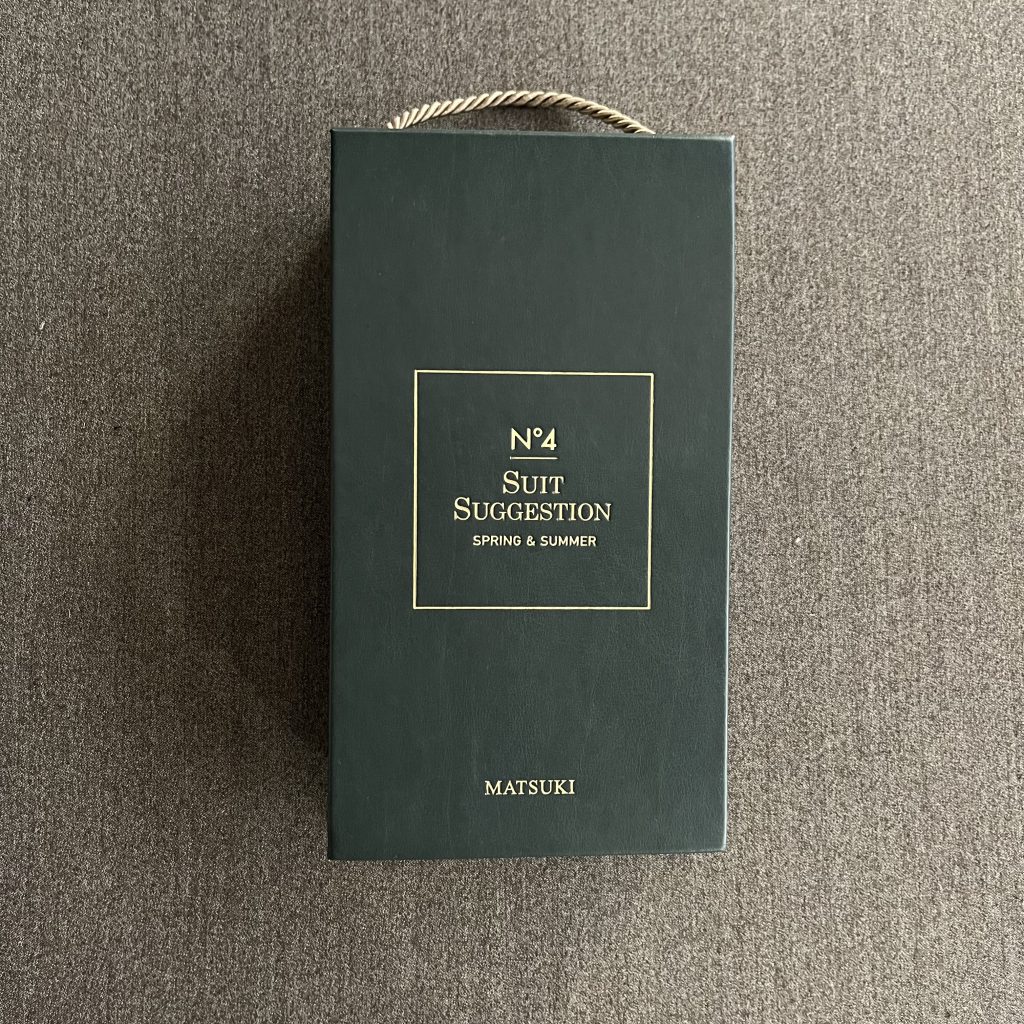 N°4
SUIT
SUGGESTION
SPRING & SUMMER
MATSUKI